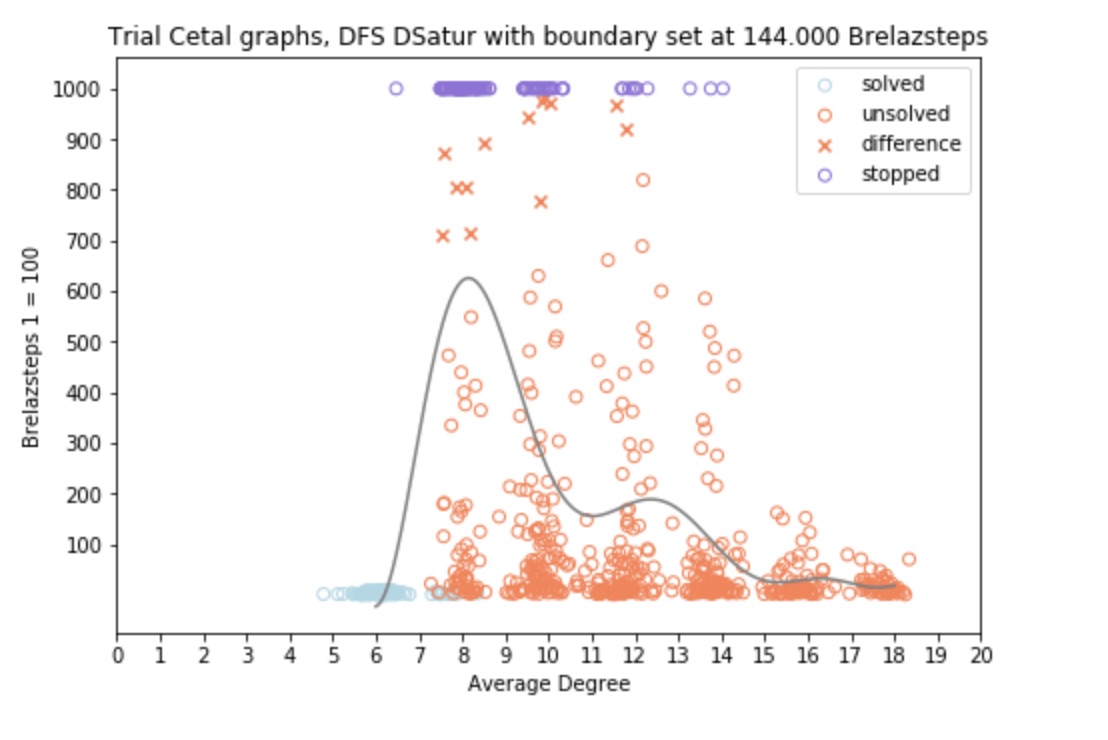 Trial Cetal graphs, DFS DSatur with boundary set at 144.000 Brelazsteps
solved
unsolved
difference
stopped
Brelazsteps 1 = 100
1000
900
800
700
600
500
400
300
200
100
0 1 2 3 4 5 6 7 8 9 10 11 12 13 14 15 16 17 18 19 20
Average Degree